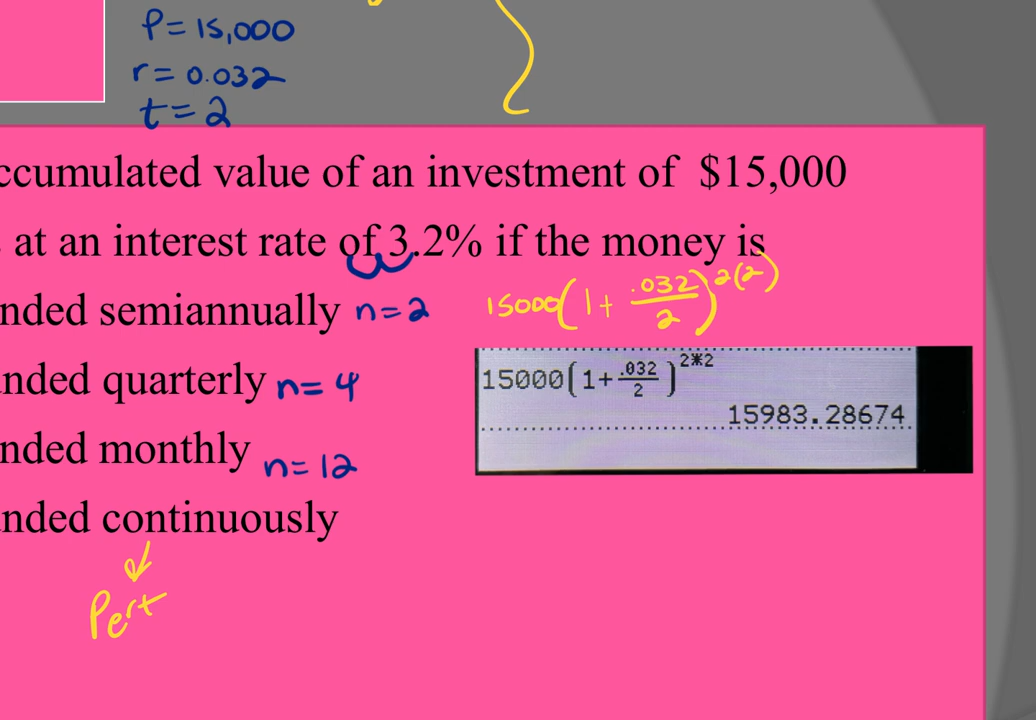 P = 15,000
r = 0.032
t = 2
ccumulated value of an investment of $15,000
at an interest rate of 3.2% if the money is
nded semiannually n=2 15000(1 + .032/2)^2(2)
nded quarterly n= 4
15000(1+.032/2)^2*2
15983.28674
nded monthly n= 12
nded continuously
Pe^rt